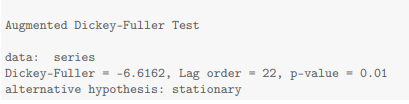 Augmented Dickey-Fuller Test
data: series
Dickey-Fuller = -6.6162, Lag order = 22, p-value = 0.01
alternative hypothesis: stationary